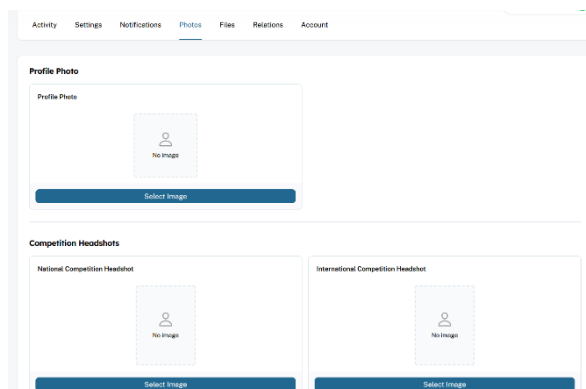 Activity Settings Notifications Photos Files Relations Account
Profile Photo
Profile Photo
No Image
Select Image
Competition Headshots
National Competition Headshot
No Image
Select Image
International Competition Headshot
No Image
Select Image